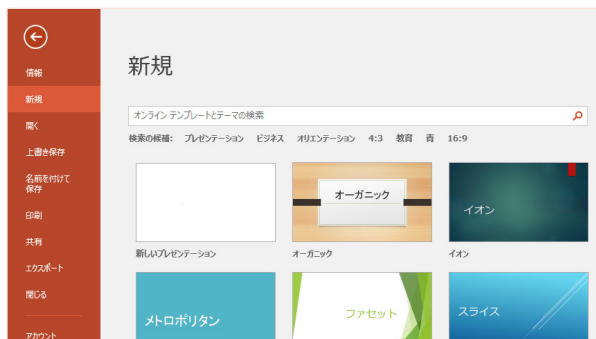 情報
新規
開く
上書き保存
名前を付けて
保存
印刷
共有
エクスポート
閉じる
アカウント
新規
オンライン テンプレートとテーマの検索
検索の候補: プレゼンテーション ビジネス オリエンテーション 4:3 教育 青 16:9
新しいプレゼンテーション
オーガニック
オーガニック
イオン
イオン
メトロポリタン
ファセット
スライス